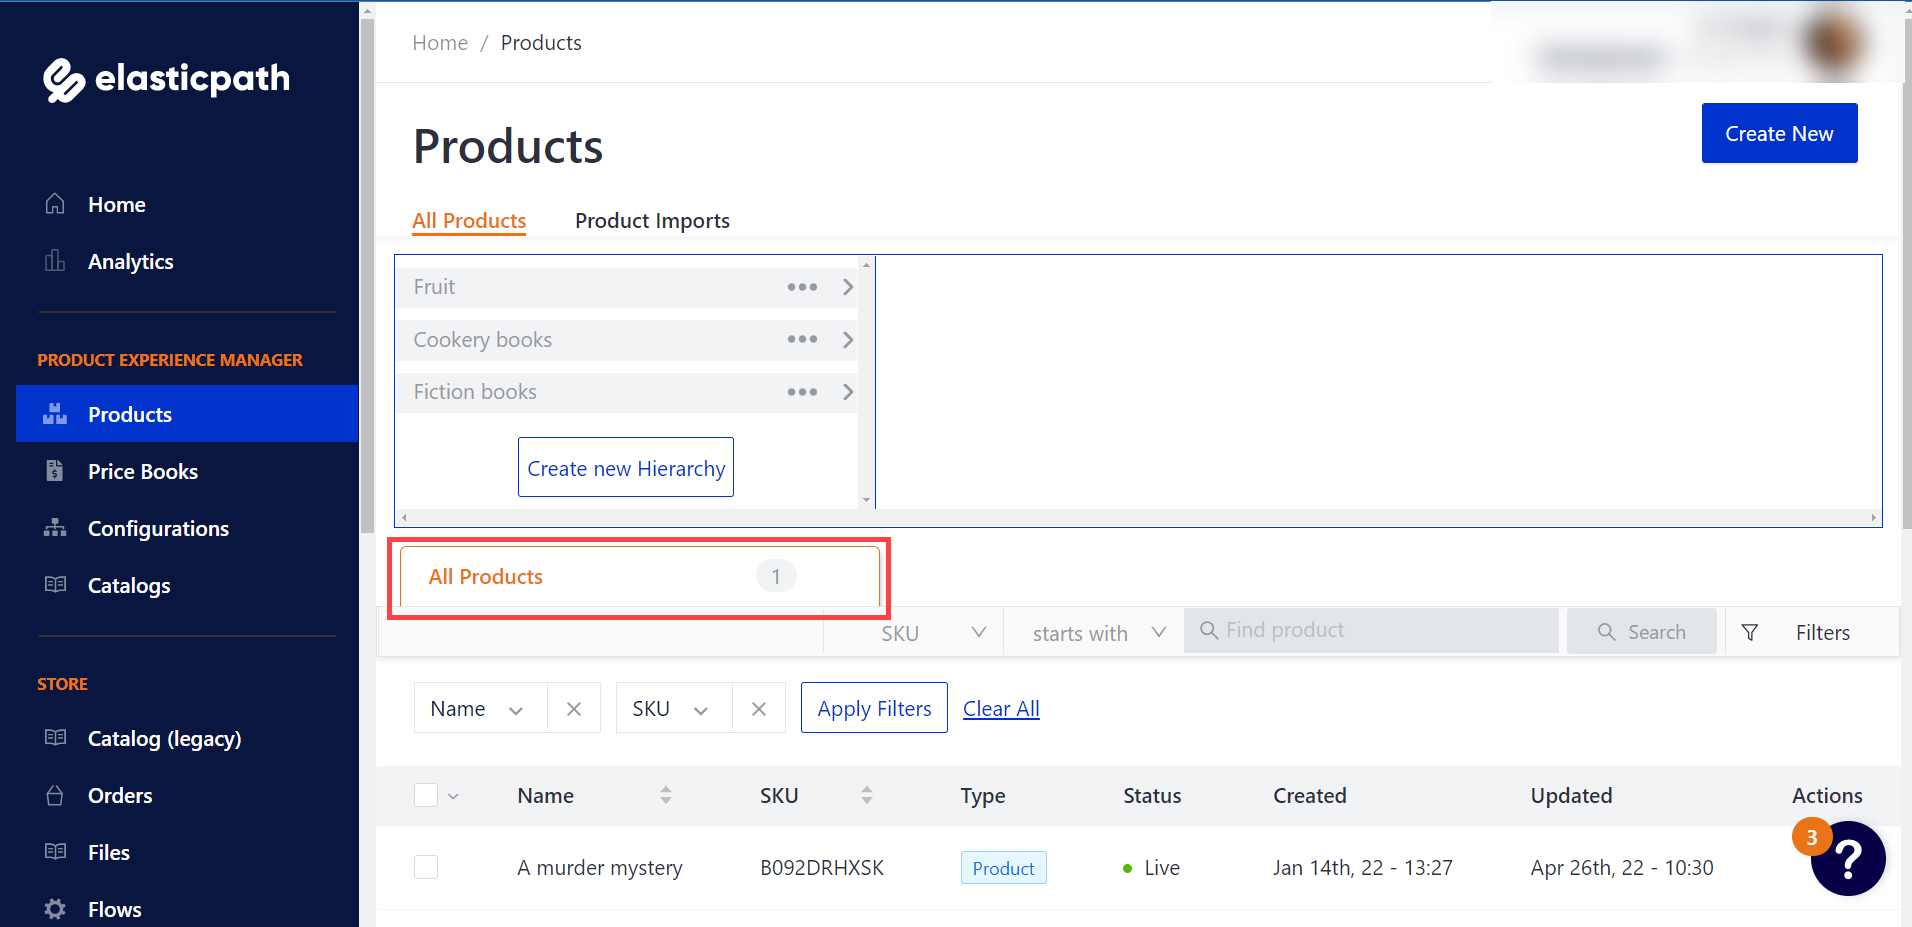 elasticpath
Home
Analytics
PRODUCT EXPERIENCE MANAGER
Products
Price Books
Configurations
Catalogs
STORE
Catalog (legacy)
Orders
Files
Flows
Home / Products
Products
Create New
All Products Product Imports
Fruit
Cookery books
Fiction books
Create new Hierarchy
All Products 1
SKU starts with Find product Search Filters
Name SKU Apply Filters Clear All
Name SKU Type Status Created Updated Actions
A murder mystery B092DRHXSK Product Live Jan 14th, 22 - 13:27 Apr 26th, 22 - 10:30
3
?